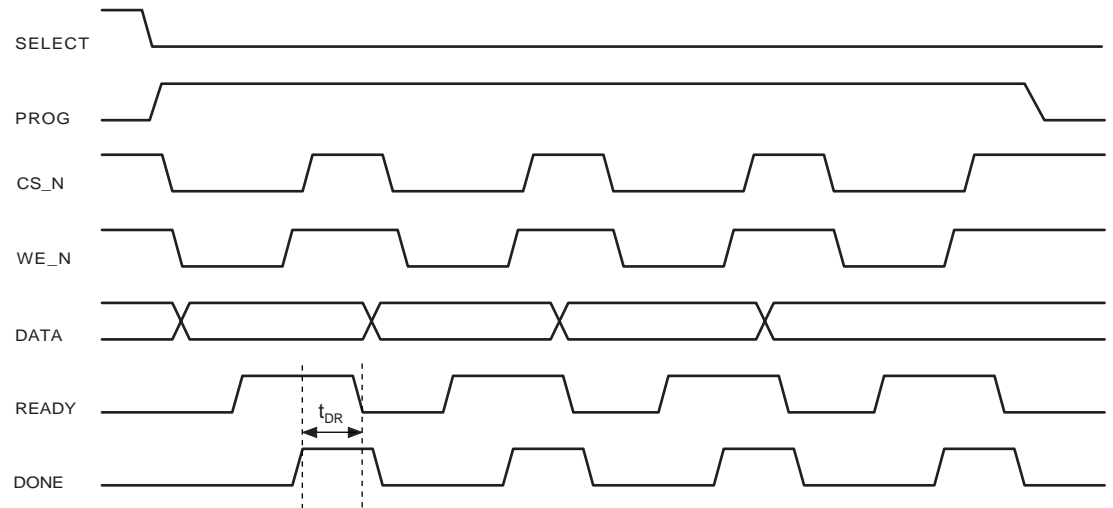 SELECT
PROG
CS_N
WE_N
DATA
READY
tDR
DONE